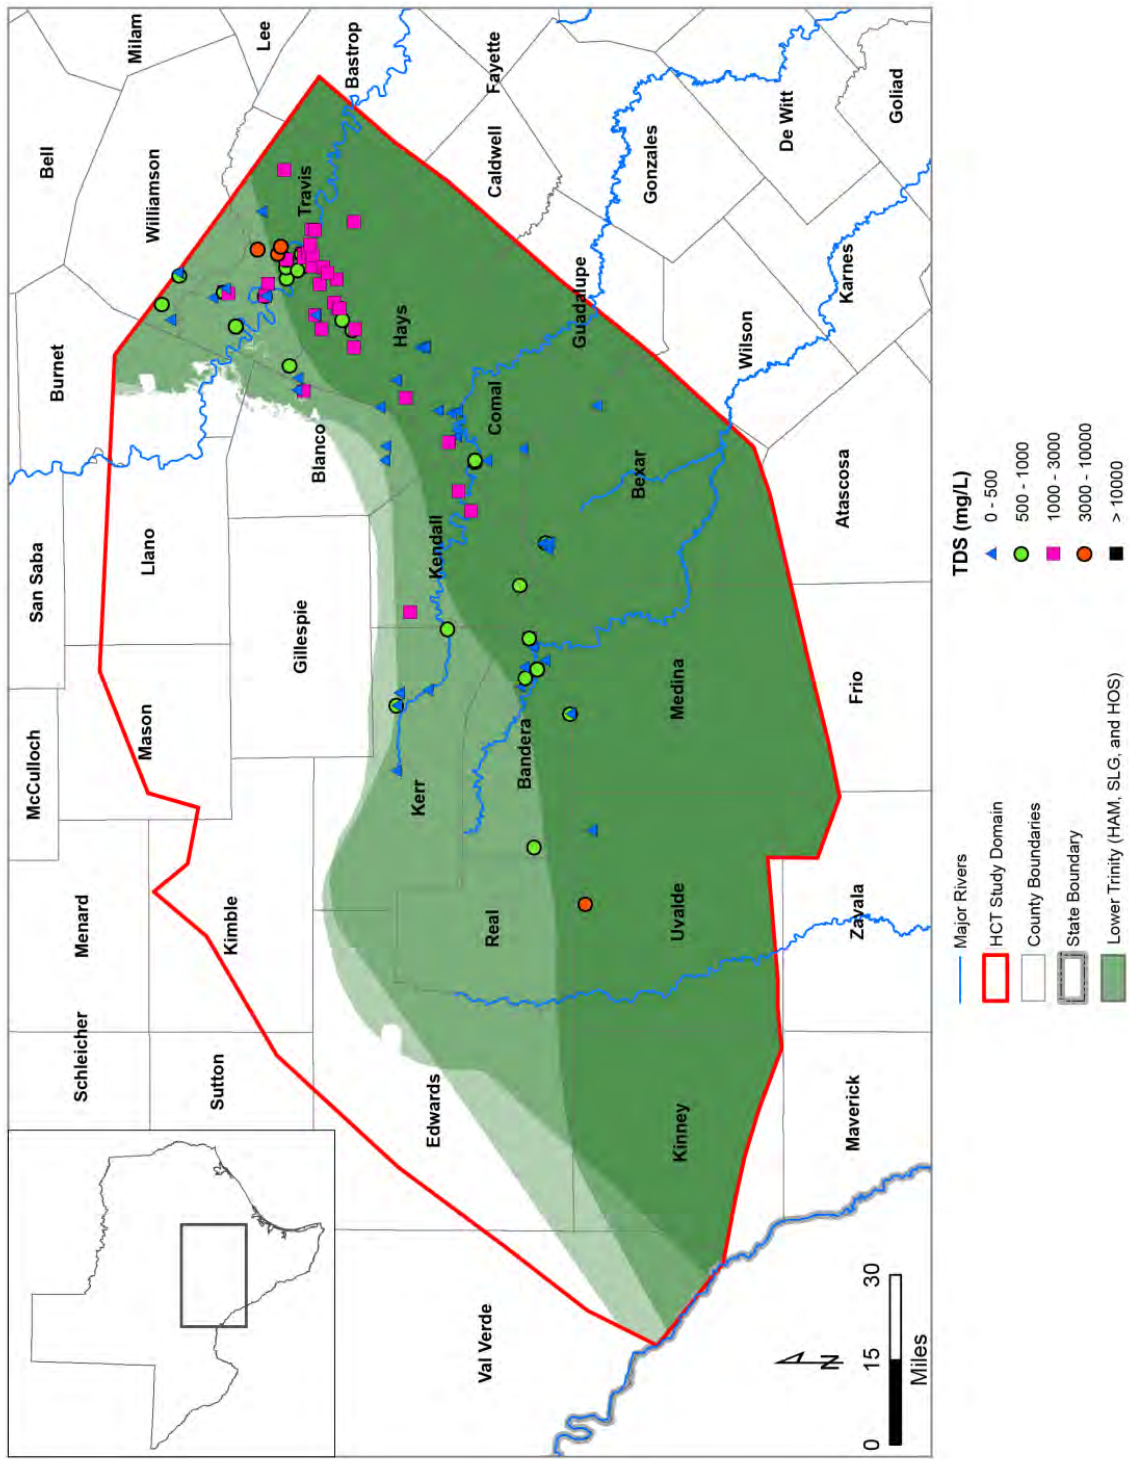 Schleicher
Menard
McCulloch
San Saba
Burnet
Bell
Milam
Sutton
Kimble
Mason
Llano
Williamson
Lee
Gillespie
Blanco
Travis
Bastrop
Val Verde
Edwards
Real
Kerr
Kendall
Hays
Caldwell
Fayette
Bandera
Comal
Guadalupe
Gonzales
Kinney
Uvalde
Medina
Bexar
Wilson
Karnes
De Witt
Goliad
Maverick
Zavala
Frio
Atascosa
N
0 15 30
Miles
Major Rivers
HCT Study Domain
County Boundaries
State Boundary
Lower Trinity (HAM, SLG, and HOS)
TDS (mg/L)
0 - 500
500 - 1000
1000 - 3000
3000 - 10000
> 10000